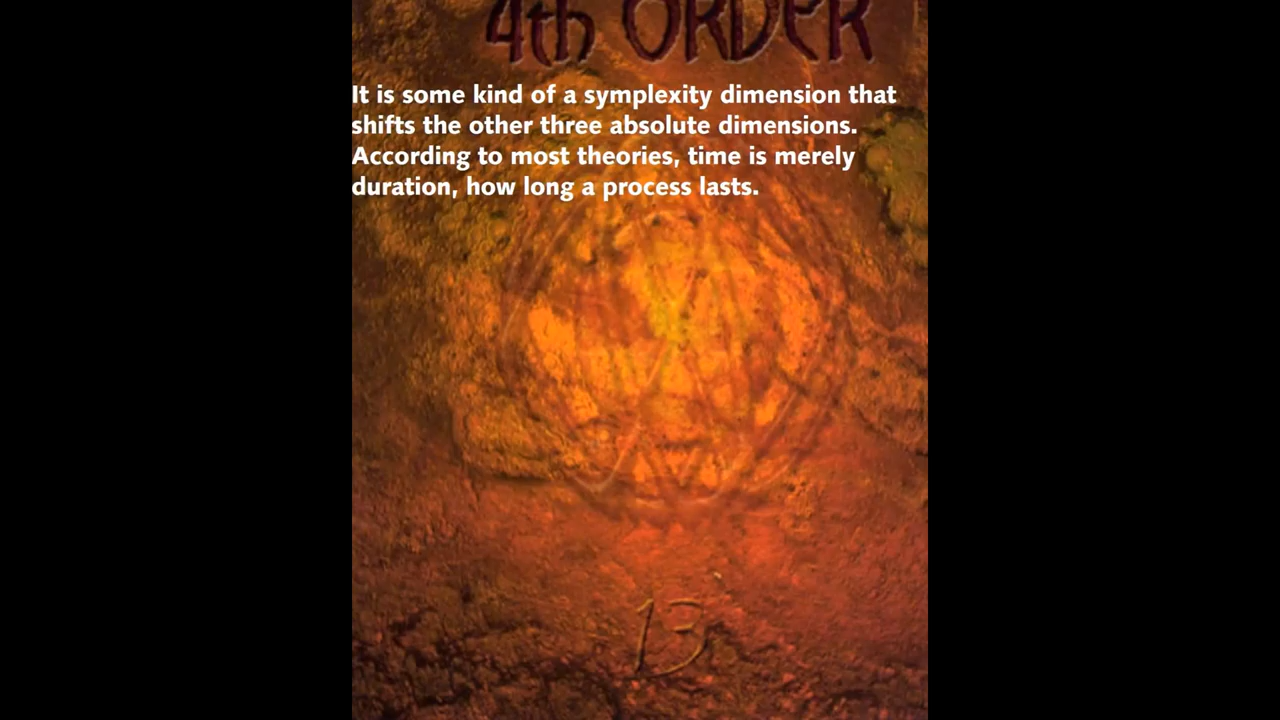 4th ORDER
It is some kind of a symplexity dimension that
shifts the other three absolute dimensions.
According to most theories, time is merely
duration, how long a process lasts.
13